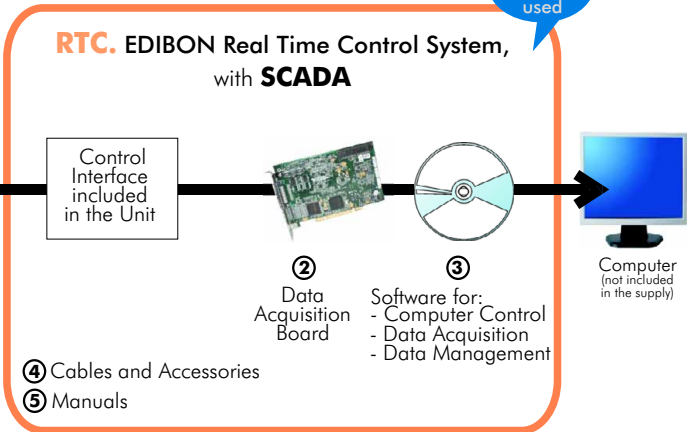 used
RTC. EDIBON Real Time Control System,
with SCADA
Control
Interface
included
in the Unit
2
Data
Acquisition
Board
3
Software for:
- Computer Control
- Data Acquisition
- Data Management
Computer
(not included
in the supply)
4 Cables and Accessories
5 Manuals